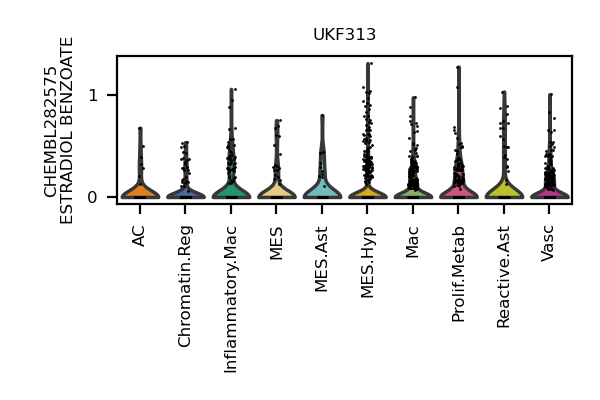 UKF313
CHEMBL282575
ESTRADIOL BENZOATE
1
0
AC
Chromatin.Reg
Inflammatory.Mac
MES
MES.Ast
MES.Hyp
Mac
Prolif.Metab
Reactive.Ast
Vasc